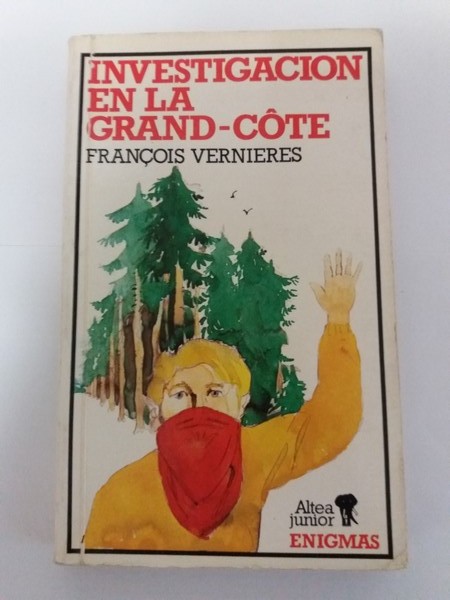 INVESTIGACION
EN LA
GRAND-CÔTE
FRANÇOIS VERNIERES
Altea
junior
ENIGMAS